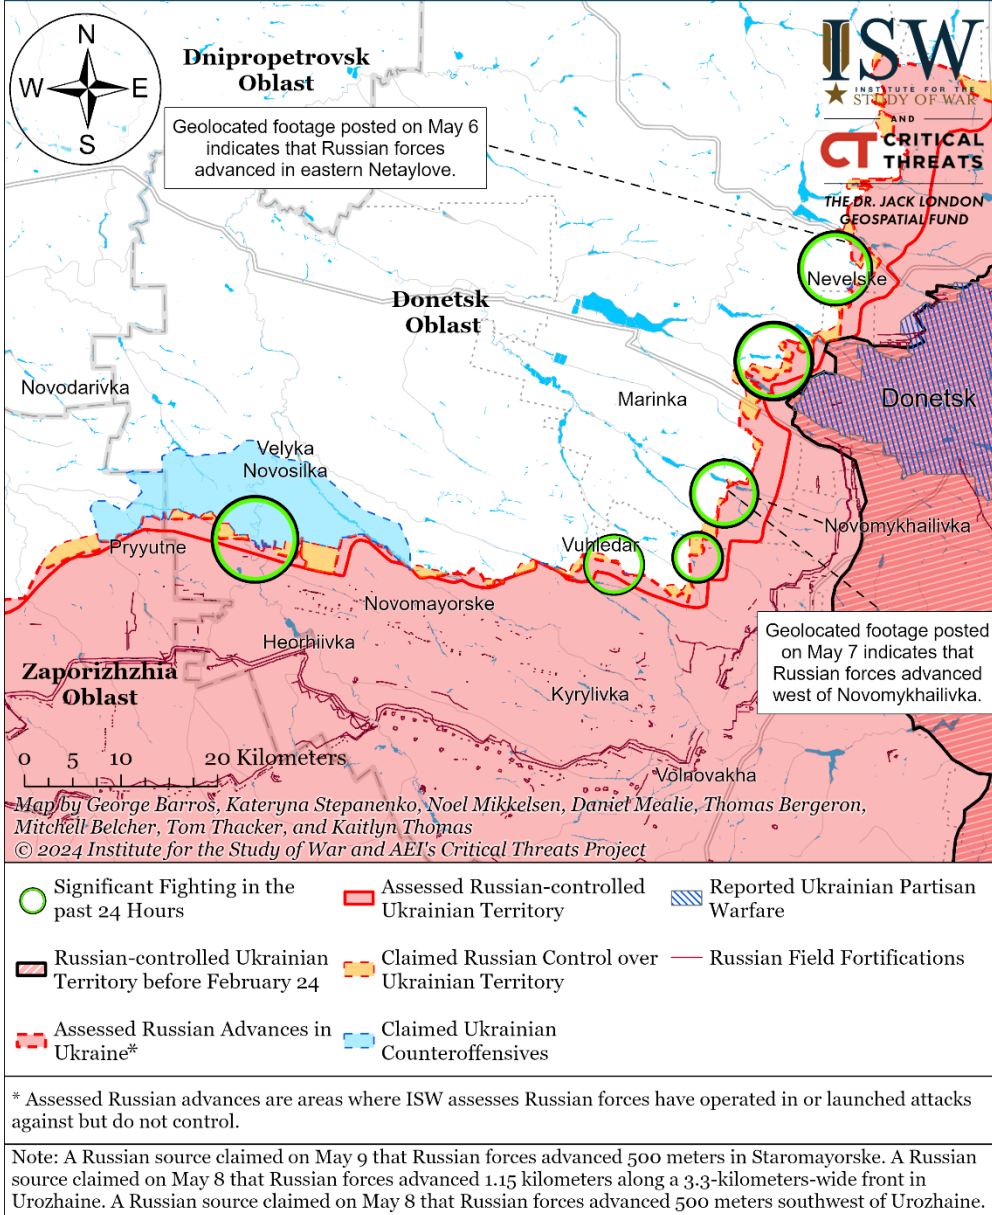 N
W
E
S
Dnipropetrovsk
Oblast
ISW
INSTITUTE FOR THE
STUDY OF WAR
AND
CT CRITICAL
THREATS
THE DR. JACK LONDON
GEOSPATIAL FUND
Geolocated footage posted on May 6
indicates that Russian forces
advanced in eastern Netaylove.
Nevelske
Donetsk
Oblast
Novodarivka
Marinka
Donetsk
Velyka
Novosilka
Novomykhailivka
Pryyutne
Vuhledar
Novomayorske
Heorhiivka
Geolocated footage posted
on May 7 indicates that
Russian forces advanced
west of Novomykhailivka.
Zaporizhzhia
Oblast
Kyrylivka
0 5 10 20 Kilometers
Volnovakha
Map by George Barros, Kateryna Stepanenko, Noel Mikkelsen, Daniel Mealie, Thomas Bergeron,
Mitchell Belcher, Tom Thacker, and Kaitlyn Thomas
© 2024 Institute for the Study of War and AEI's Critical Threats Project
Significant Fighting in the
past 24 Hours
Assessed Russian-controlled
Ukrainian Territory
Reported Ukrainian Partisan
Warfare
Russian-controlled Ukrainian
Territory before February 24
Claimed Russian Control over
Ukrainian Territory
Russian Field Fortifications
Assessed Russian Advances in
Ukraine*
Claimed Ukrainian
Counteroffensives
* Assessed Russian advances are areas where ISW assesses Russian forces have operated in or launched attacks
against but do not control.
Note: A Russian source claimed on May 9 that Russian forces advanced 500 meters in Staromayorske. A Russian
source claimed on May 8 that Russian forces advanced 1.15 kilometers along a 3.3-kilometers-wide front in
Urozhaine. A Russian source claimed on May 8 that Russian forces advanced 500 meters southwest of Urozhaine.